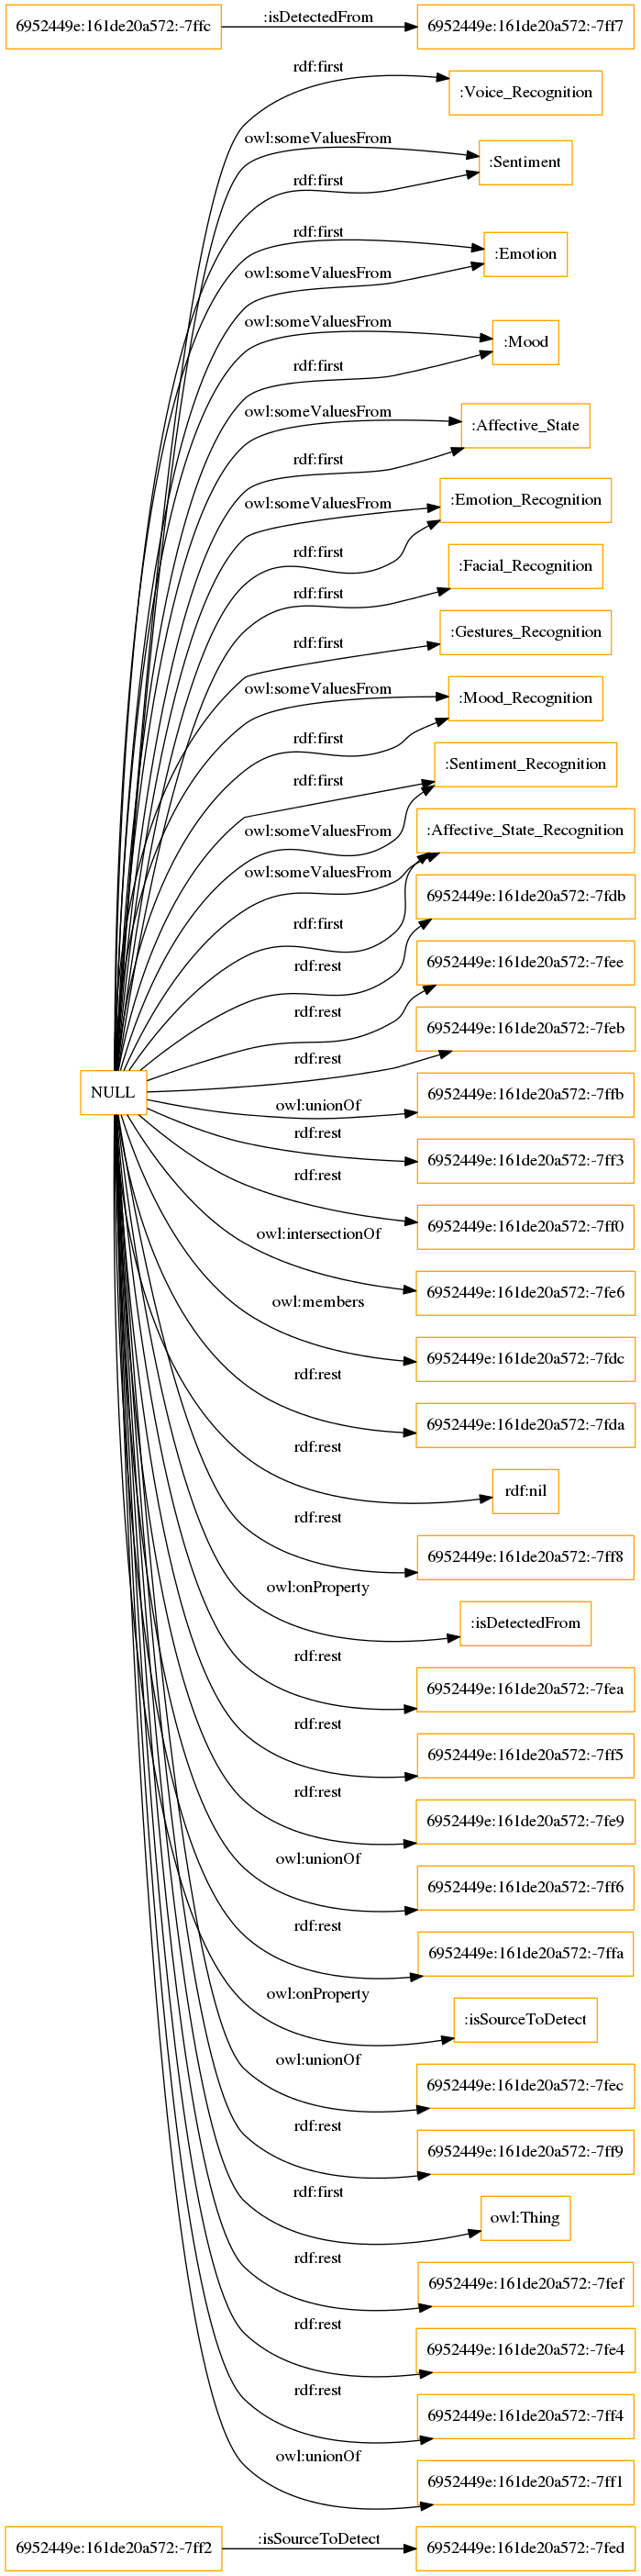 :isDetectedFrom
6952449e:161de20a572:-7ffc
6952449e:161de20a572:-7ff7
rdf:first
:Voice_Recognition
owl:someValuesFrom
:Sentiment
rdf:first
rdf:first
:Emotion
owl:someValuesFrom
owl:someValuesFrom
:Mood
rdf:first
owl:someValuesFrom
:Affective_State
rdf:first
owl:someValuesFrom
:Emotion_Recognition
rdf:first
:Facial_Recognition
rdf:first
:Gestures_Recognition
rdf:first
owl:someValuesFrom
:Mood_Recognition
rdf:first
:Sentiment_Recognition
rdf:first
owl:someValuesFrom
:Affective_State_Recognition
owl:someValuesFrom
6952449e:161de20a572:-7fdb
rdf:first
6952449e:161de20a572:-7fee
rdf:rest
rdf:rest
6952449e:161de20a572:-7feb
rdf:rest
NULL
6952449e:161de20a572:-7ffb
owl:unionOf
rdf:rest
6952449e:161de20a572:-7ff3
rdf:rest
6952449e:161de20a572:-7ff0
owl:intersectionOf
6952449e:161de20a572:-7fe6
owl:members
6952449e:161de20a572:-7fdc
rdf:rest
6952449e:161de20a572:-7fda
rdf:rest
rdf:nil
rdf:rest
6952449e:161de20a572:-7ff8
owl:onProperty
:isDetectedFrom
rdf:rest
6952449e:161de20a572:-7fea
rdf:rest
6952449e:161de20a572:-7ff5
rdf:rest
6952449e:161de20a572:-7fe9
owl:unionOf
6952449e:161de20a572:-7ff6
rdf:rest
6952449e:161de20a572:-7ffa
owl:onProperty
:isSourceToDetect
owl:unionOf
6952449e:161de20a572:-7fec
rdf:rest
6952449e:161de20a572:-7ff9
rdf:first
owl:Thing
rdf:rest
6952449e:161de20a572:-7fef
rdf:rest
6952449e:161de20a572:-7fe4
rdf:rest
6952449e:161de20a572:-7ff4
owl:unionOf
6952449e:161de20a572:-7ff1
:isSourceToDetect
6952449e:161de20a572:-7ff2
6952449e:161de20a572:-7fed